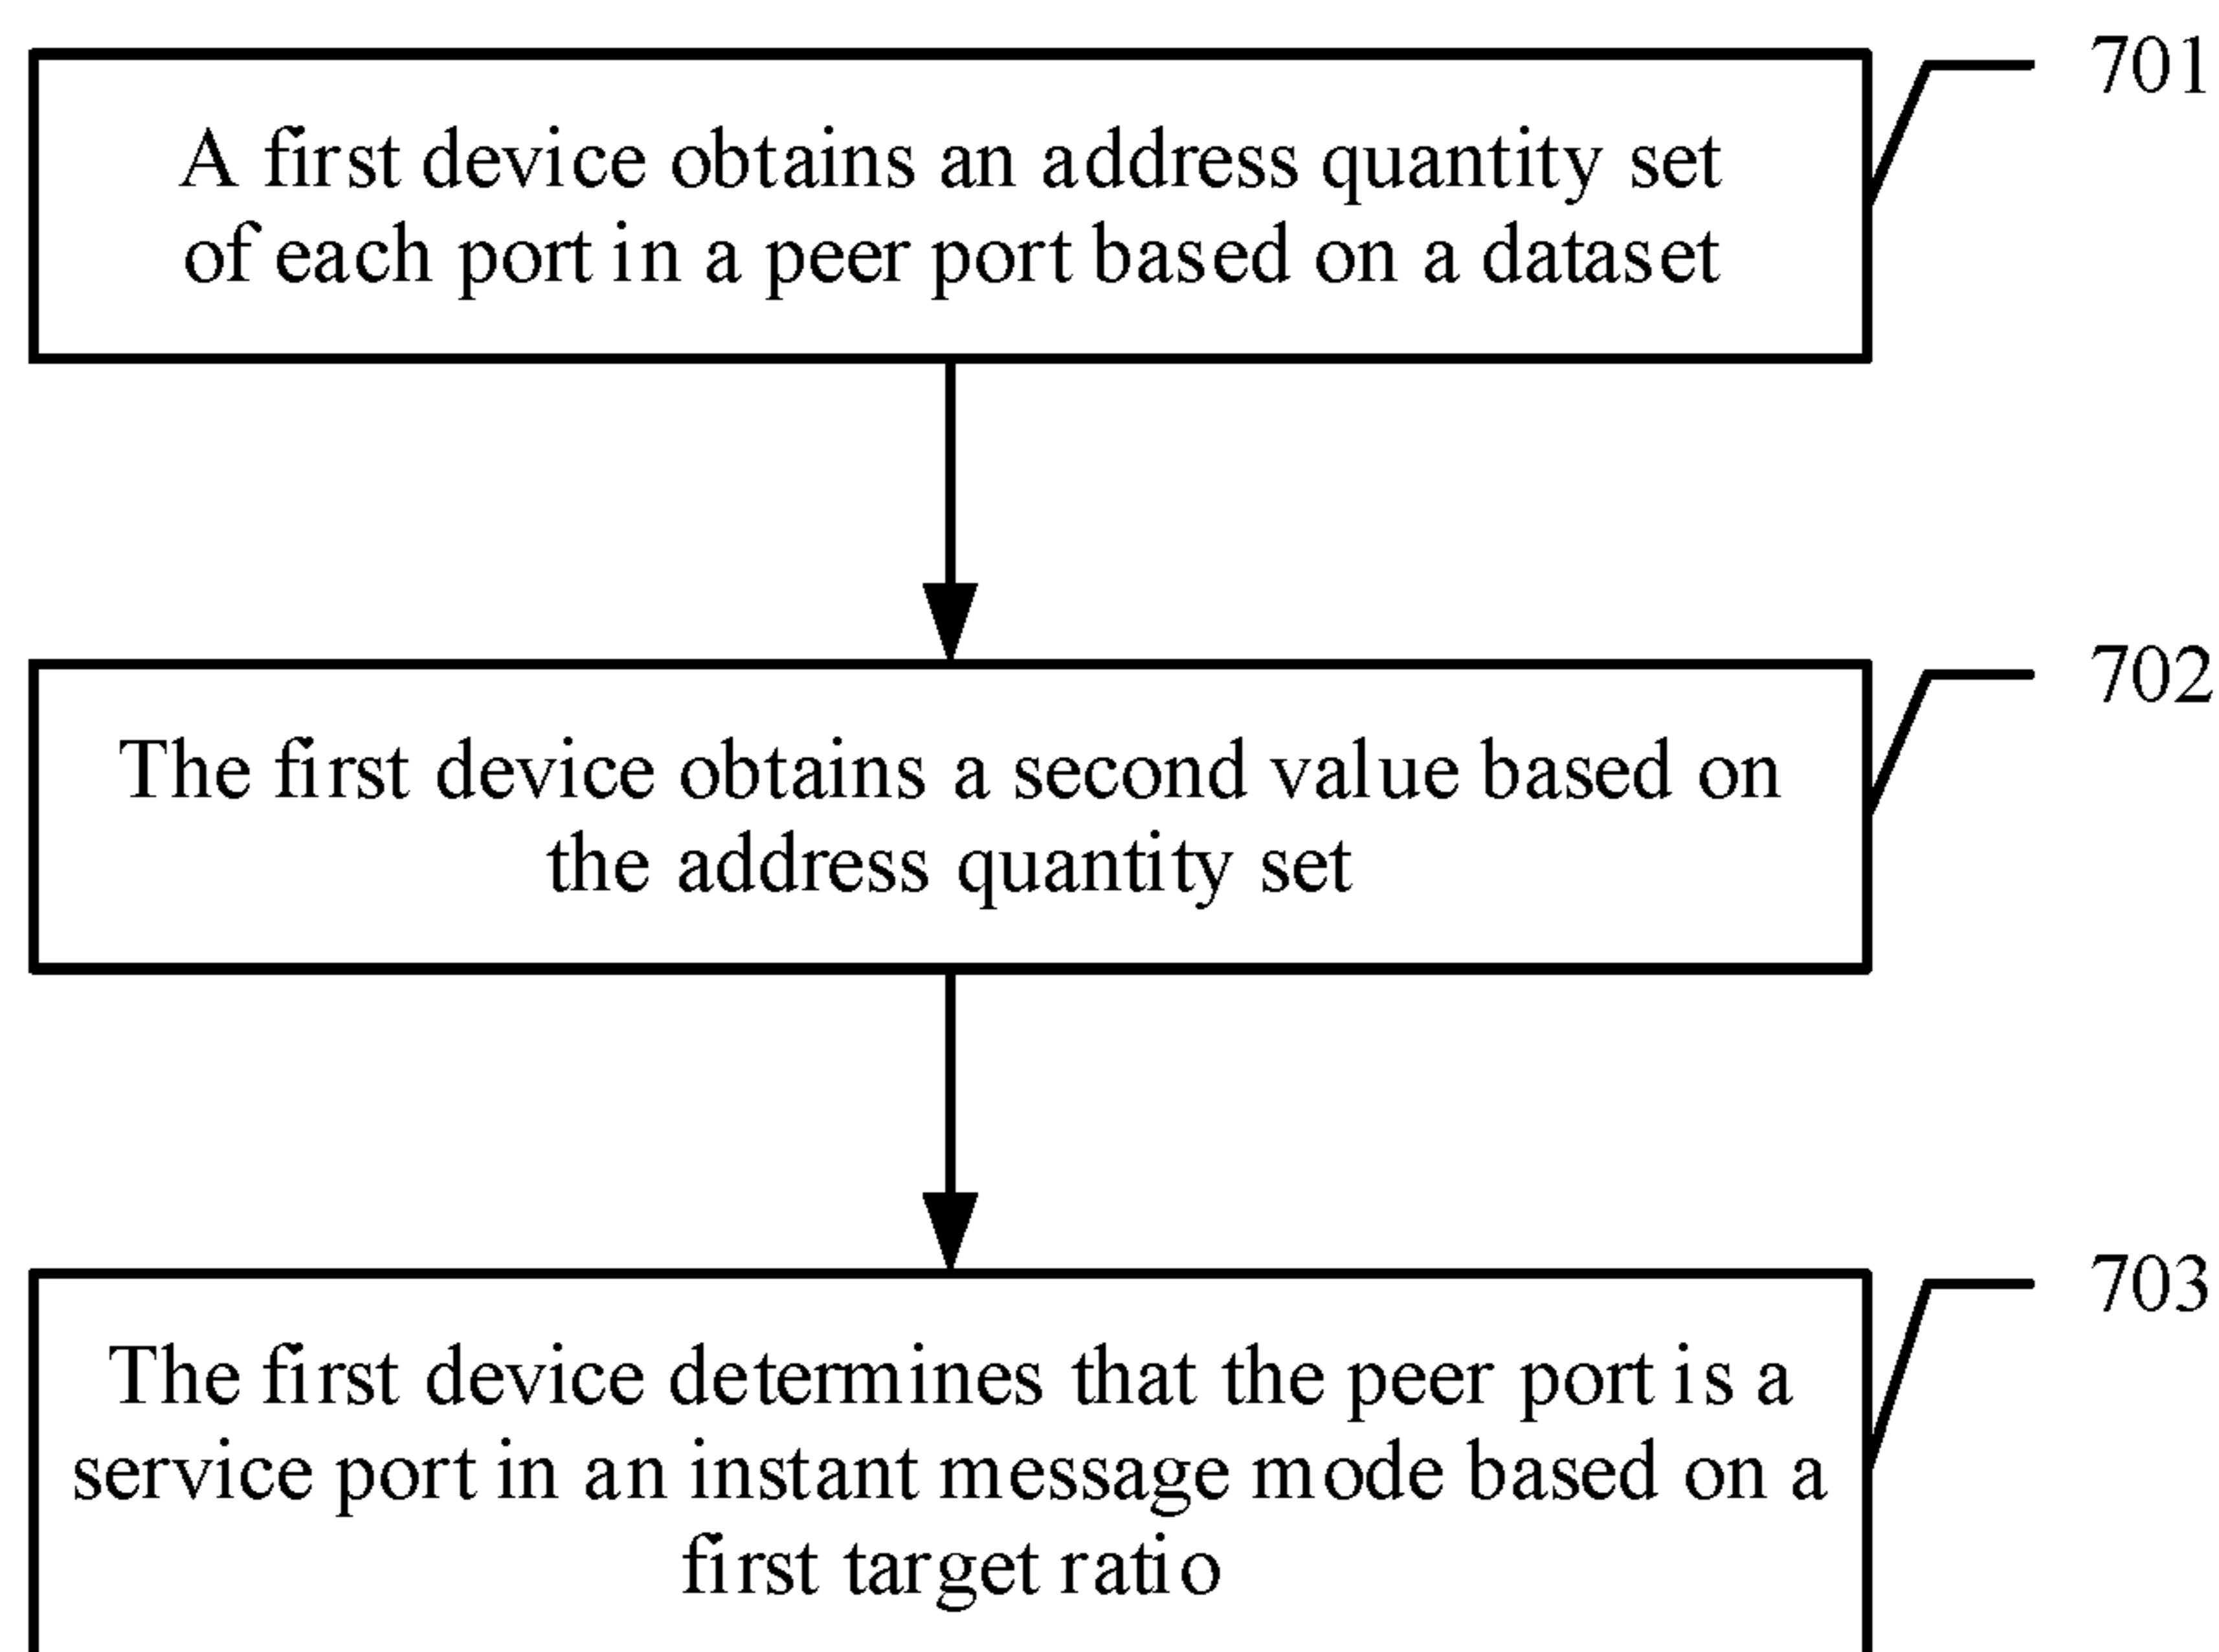 701
A first device obtains an address quantity set
of each port in a peer port based on a dataset
702
The first device obtains a second value based on
the address quantity set
703
The first device determines that the peer port is a
service port in an instant message mode based on a
first target ratio